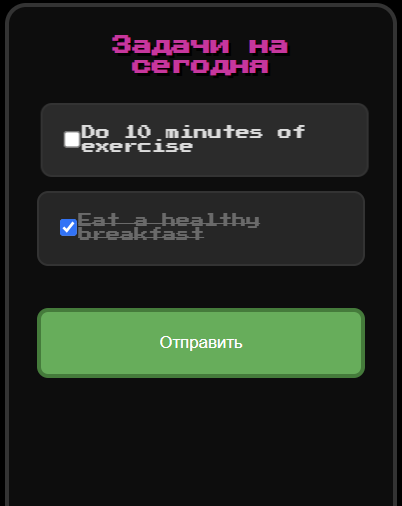 Задачи на
сегодня
Do 10 minutes of
exercise
Eat a healthy
breakfast
Отправить